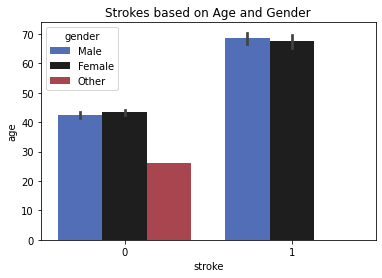 Strokes based on Age and Gender
gender
Male
Female
Other
70
60
50
40
30
20
10
0
age
0
1
stroke